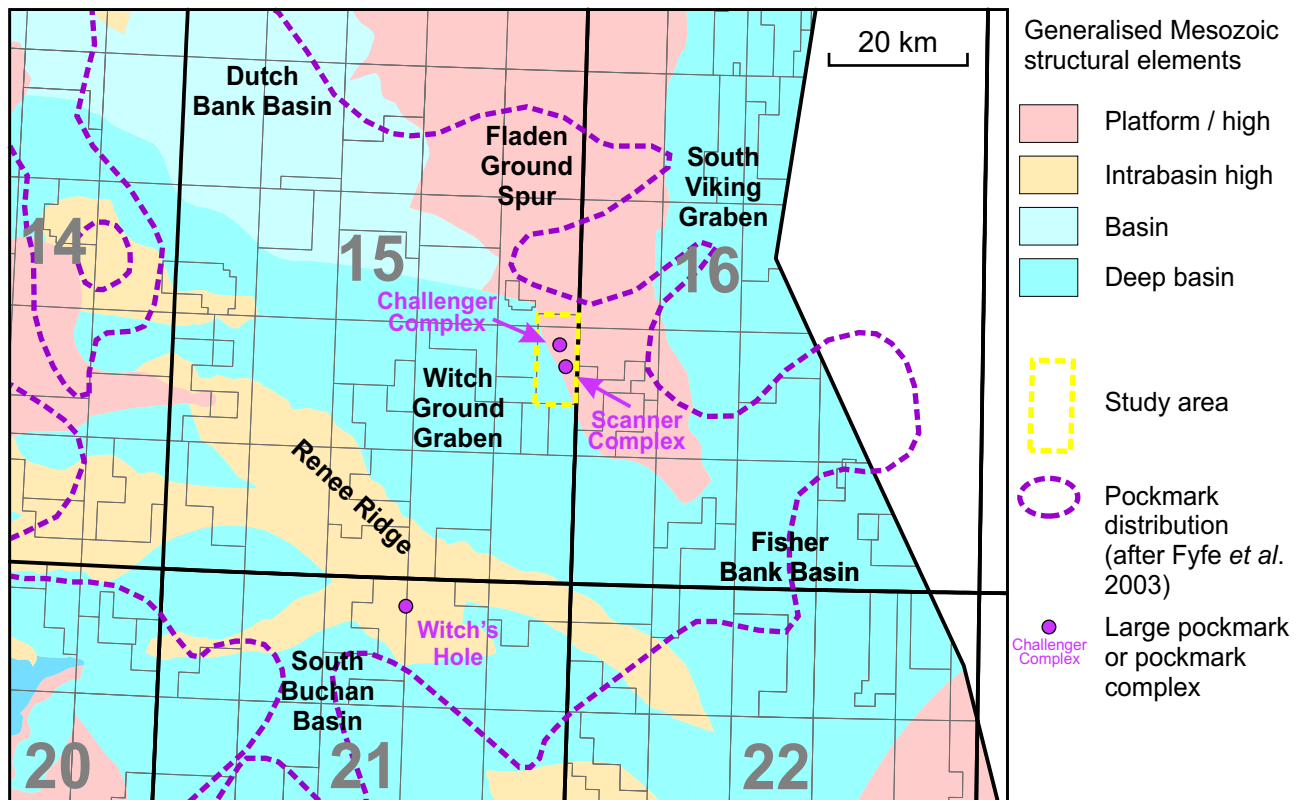 Dutch
Bank Basin
Fladen
Ground
Spur
South
Viking
Graben
20 km
14
15
16
Challenger
Complex
Witch
Ground
Graben
Scanner
Complex
Renee Ridge
Fisher
Bank Basin
Witch's
Hole
South
Buchan
Basin
20
21
22
Generalised Mesozoic
structural elements
Platform / high
Intrabasin high
Basin
Deep basin
Study area
Pockmark
distribution
(after Fyfe et al.
2003)
Challenger
Complex
Large pockmark
or pockmark
complex